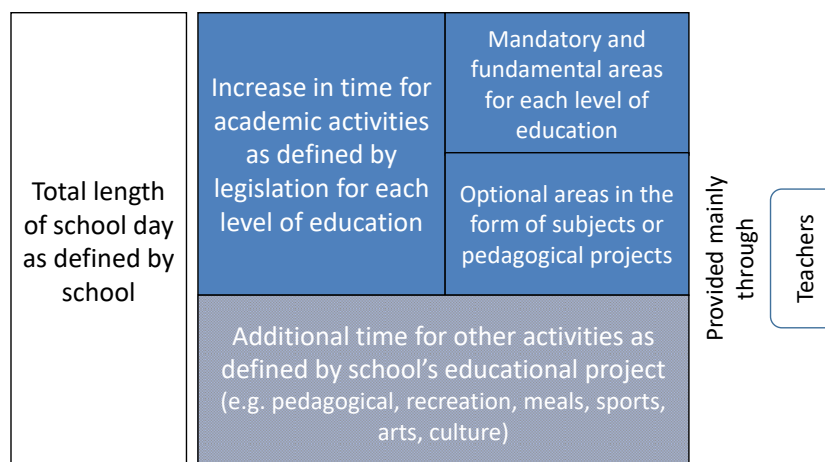 Total length
of school day
as defined by
school
Increase in time for
academic activities
as defined by
legislation for each
level of education
Mandatory and
fundamental areas
for each level of
education
Optional areas in the
form of subjects or
pedagogical projects
Additional time for other activities as
defined by school’s educational project
(e.g. pedagogical, recreation, meals, sports,
arts, culture)
Provided mainly
through
Teachers